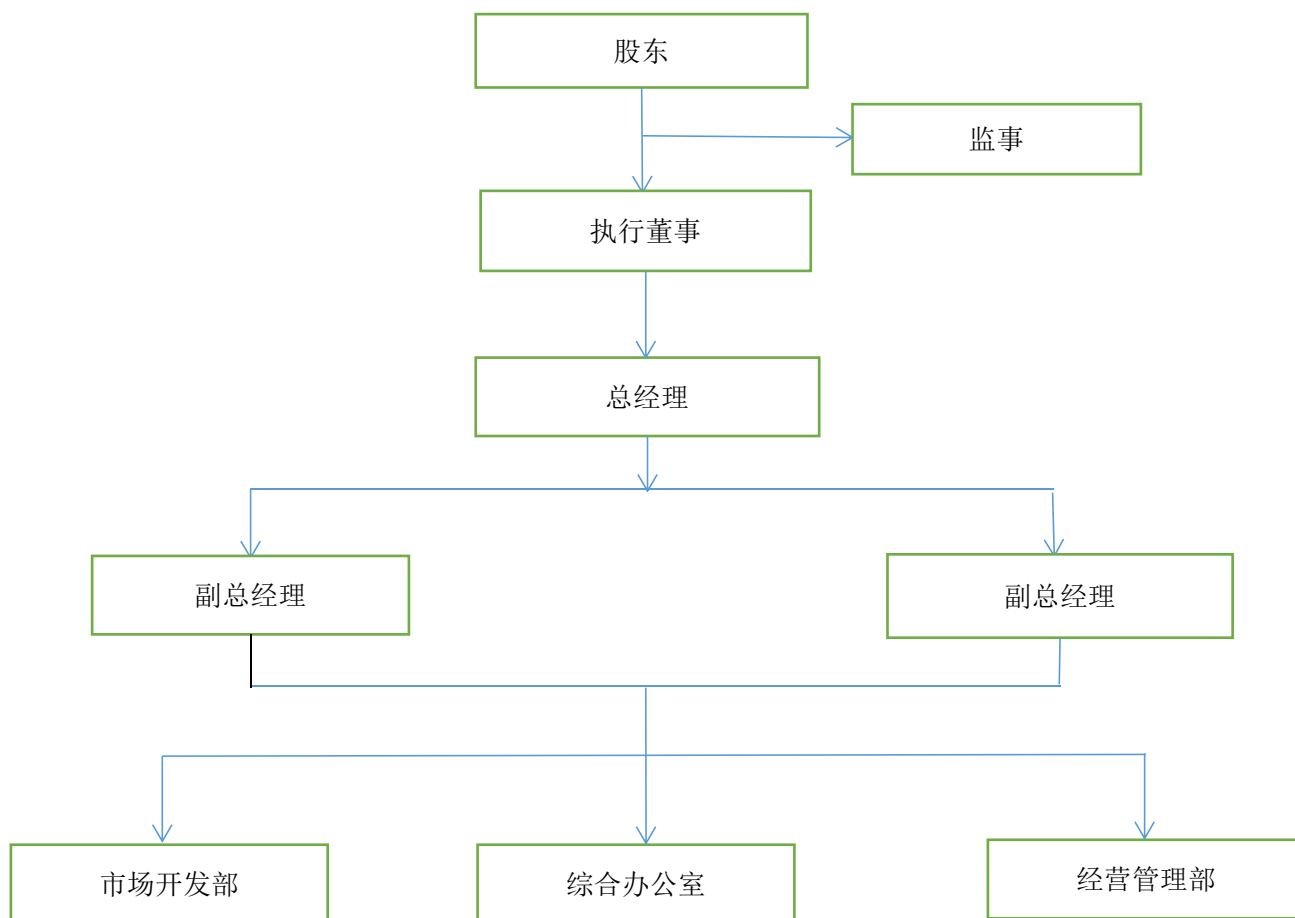 股东
监事
执行董事
总经理
副总经理
副总经理
市场开发部
综合办公室
经营管理部